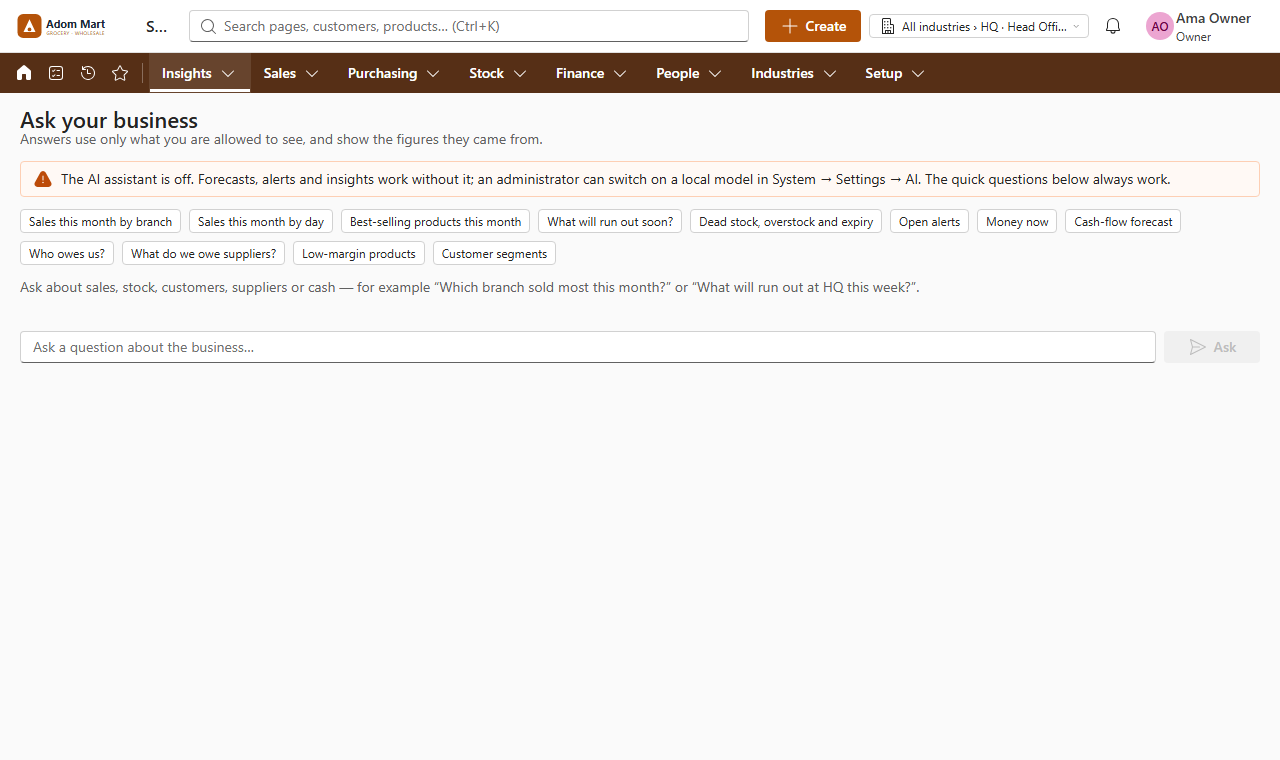 Adom Mart
GROCERY · WHOLESALE
S...
Search pages, customers, products... (Ctrl+K)
Create
All industries › HQ · Head Offi...
AO
Ama Owner
Owner
Insights
Sales
Purchasing
Stock
Finance
People
Industries
Setup
Ask your business
Answers use only what you are allowed to see, and show the figures they came from.
The AI assistant is off. Forecasts, alerts and insights work without it; an administrator can switch on a local model in System → Settings → AI. The quick questions below always work.
Sales this month by branch
Sales this month by day
Best-selling products this month
What will run out soon?
Dead stock, overstock and expiry
Open alerts
Money now
Cash-flow forecast
Who owes us?
What do we owe suppliers?
Low-margin products
Customer segments
Ask about sales, stock, customers, suppliers or cash — for example “Which branch sold most this month?” or “What will run out at HQ this week?”.
Ask a question about the business...
Ask